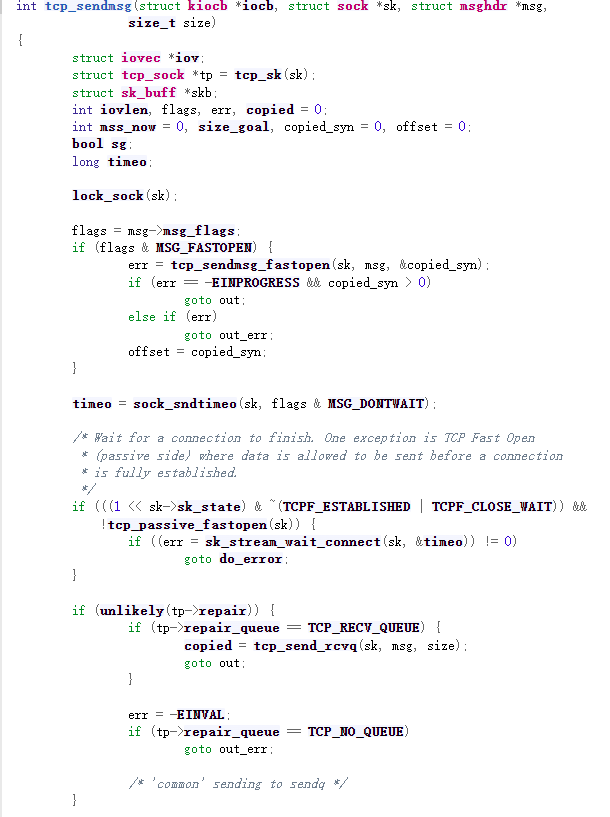 int tcp_sendmsg(struct kiocb *iocb, struct sock *sk, struct msghdr *msg,
                size_t size)
{
        struct iovec *iov;
        struct tcp_sock *tp = tcp_sk(sk);
        struct sk_buff *skb;
        int iovlen, flags, err, copied = 0;
        int mss_now = 0, size_goal, copied_syn = 0, offset = 0;
        bool sg;
        long timeo;

        lock_sock(sk);

        flags = msg->msg_flags;
        if (flags & MSG_FASTOPEN) {
                err = tcp_sendmsg_fastopen(sk, msg, &copied_syn);
                if (err == -EINPROGRESS && copied_syn > 0)
                        goto out;
                else if (err)
                        goto out_err;
                offset = copied_syn;
        }

        timeo = sock_sndtimeo(sk, flags & MSG_DONTWAIT);

        /* Wait for a connection to finish. One exception is TCP Fast Open
         * (passive side) where data is allowed to be sent before a connection
         * is fully established.
         */
        if (((1 << sk->sk_state) & ~(TCPF_ESTABLISHED | TCPF_CLOSE_WAIT)) &&
            !tcp_passive_fastopen(sk)) {
                if ((err = sk_stream_wait_connect(sk, &timeo)) != 0)
                        goto do_error;
        }

        if (unlikely(tp->repair)) {
                if (tp->repair_queue == TCP_RECV_QUEUE) {
                        copied = tcp_send_rcvq(sk, msg, size);
                        goto out;
                }

                err = -EINVAL;
                if (tp->repair_queue == TCP_NO_QUEUE)
                        goto out_err;

                /* 'common' sending to sendq */
        }